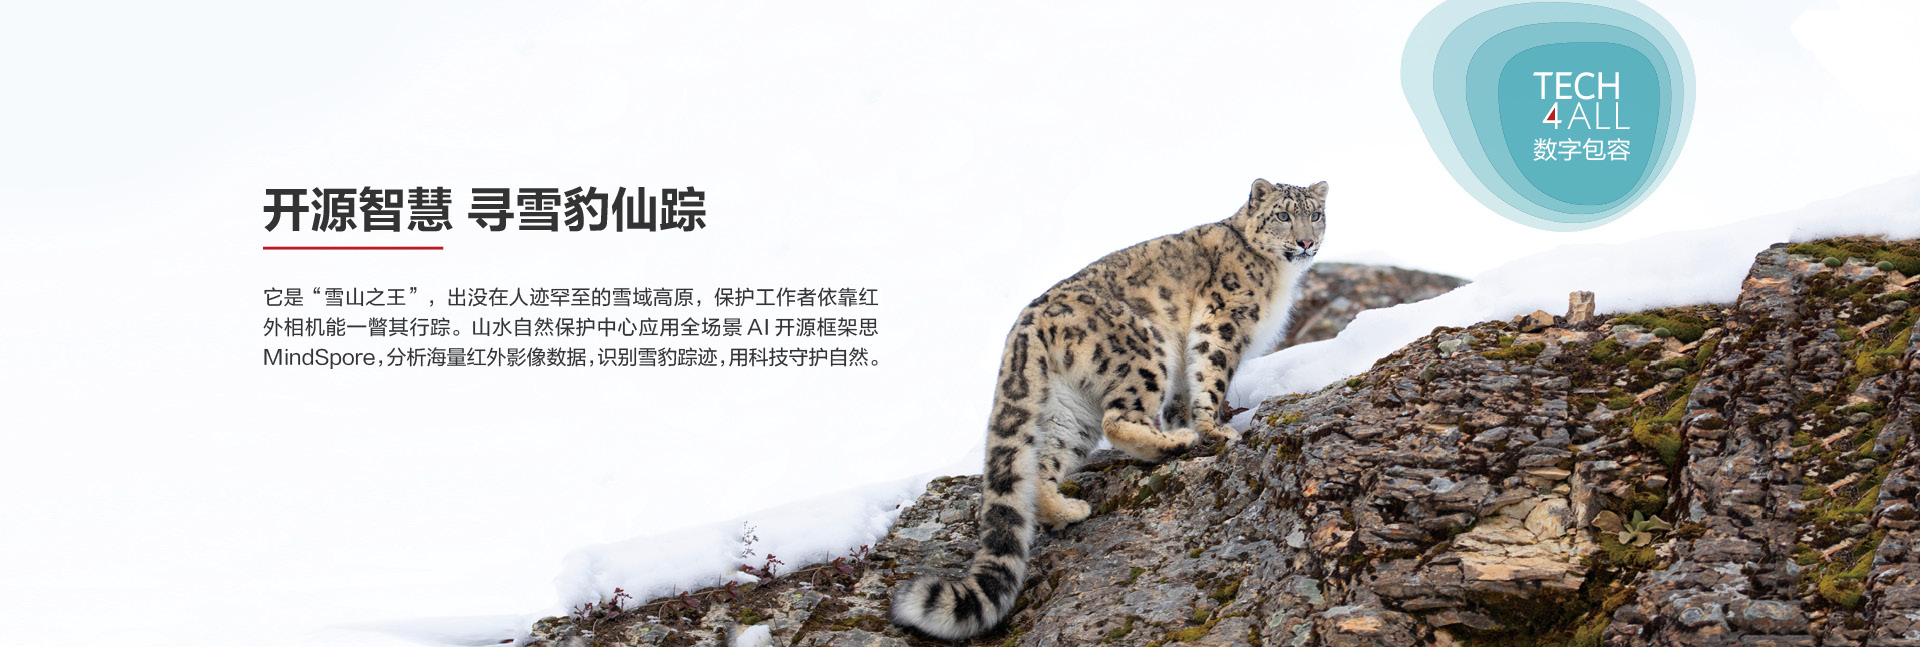 TECH
4ALL
数字包容
开源智慧 寻雪豹仙踪
它是“雪山之王”，出没在人迹罕至的雪域高原，保护工作者依靠红
外相机能一瞥其行踪。山水自然保护中心应用全场景 AI 开源框架思
MindSpore，分析海量红外影像数据，识别雪豹踪迹，用科技守护自然。